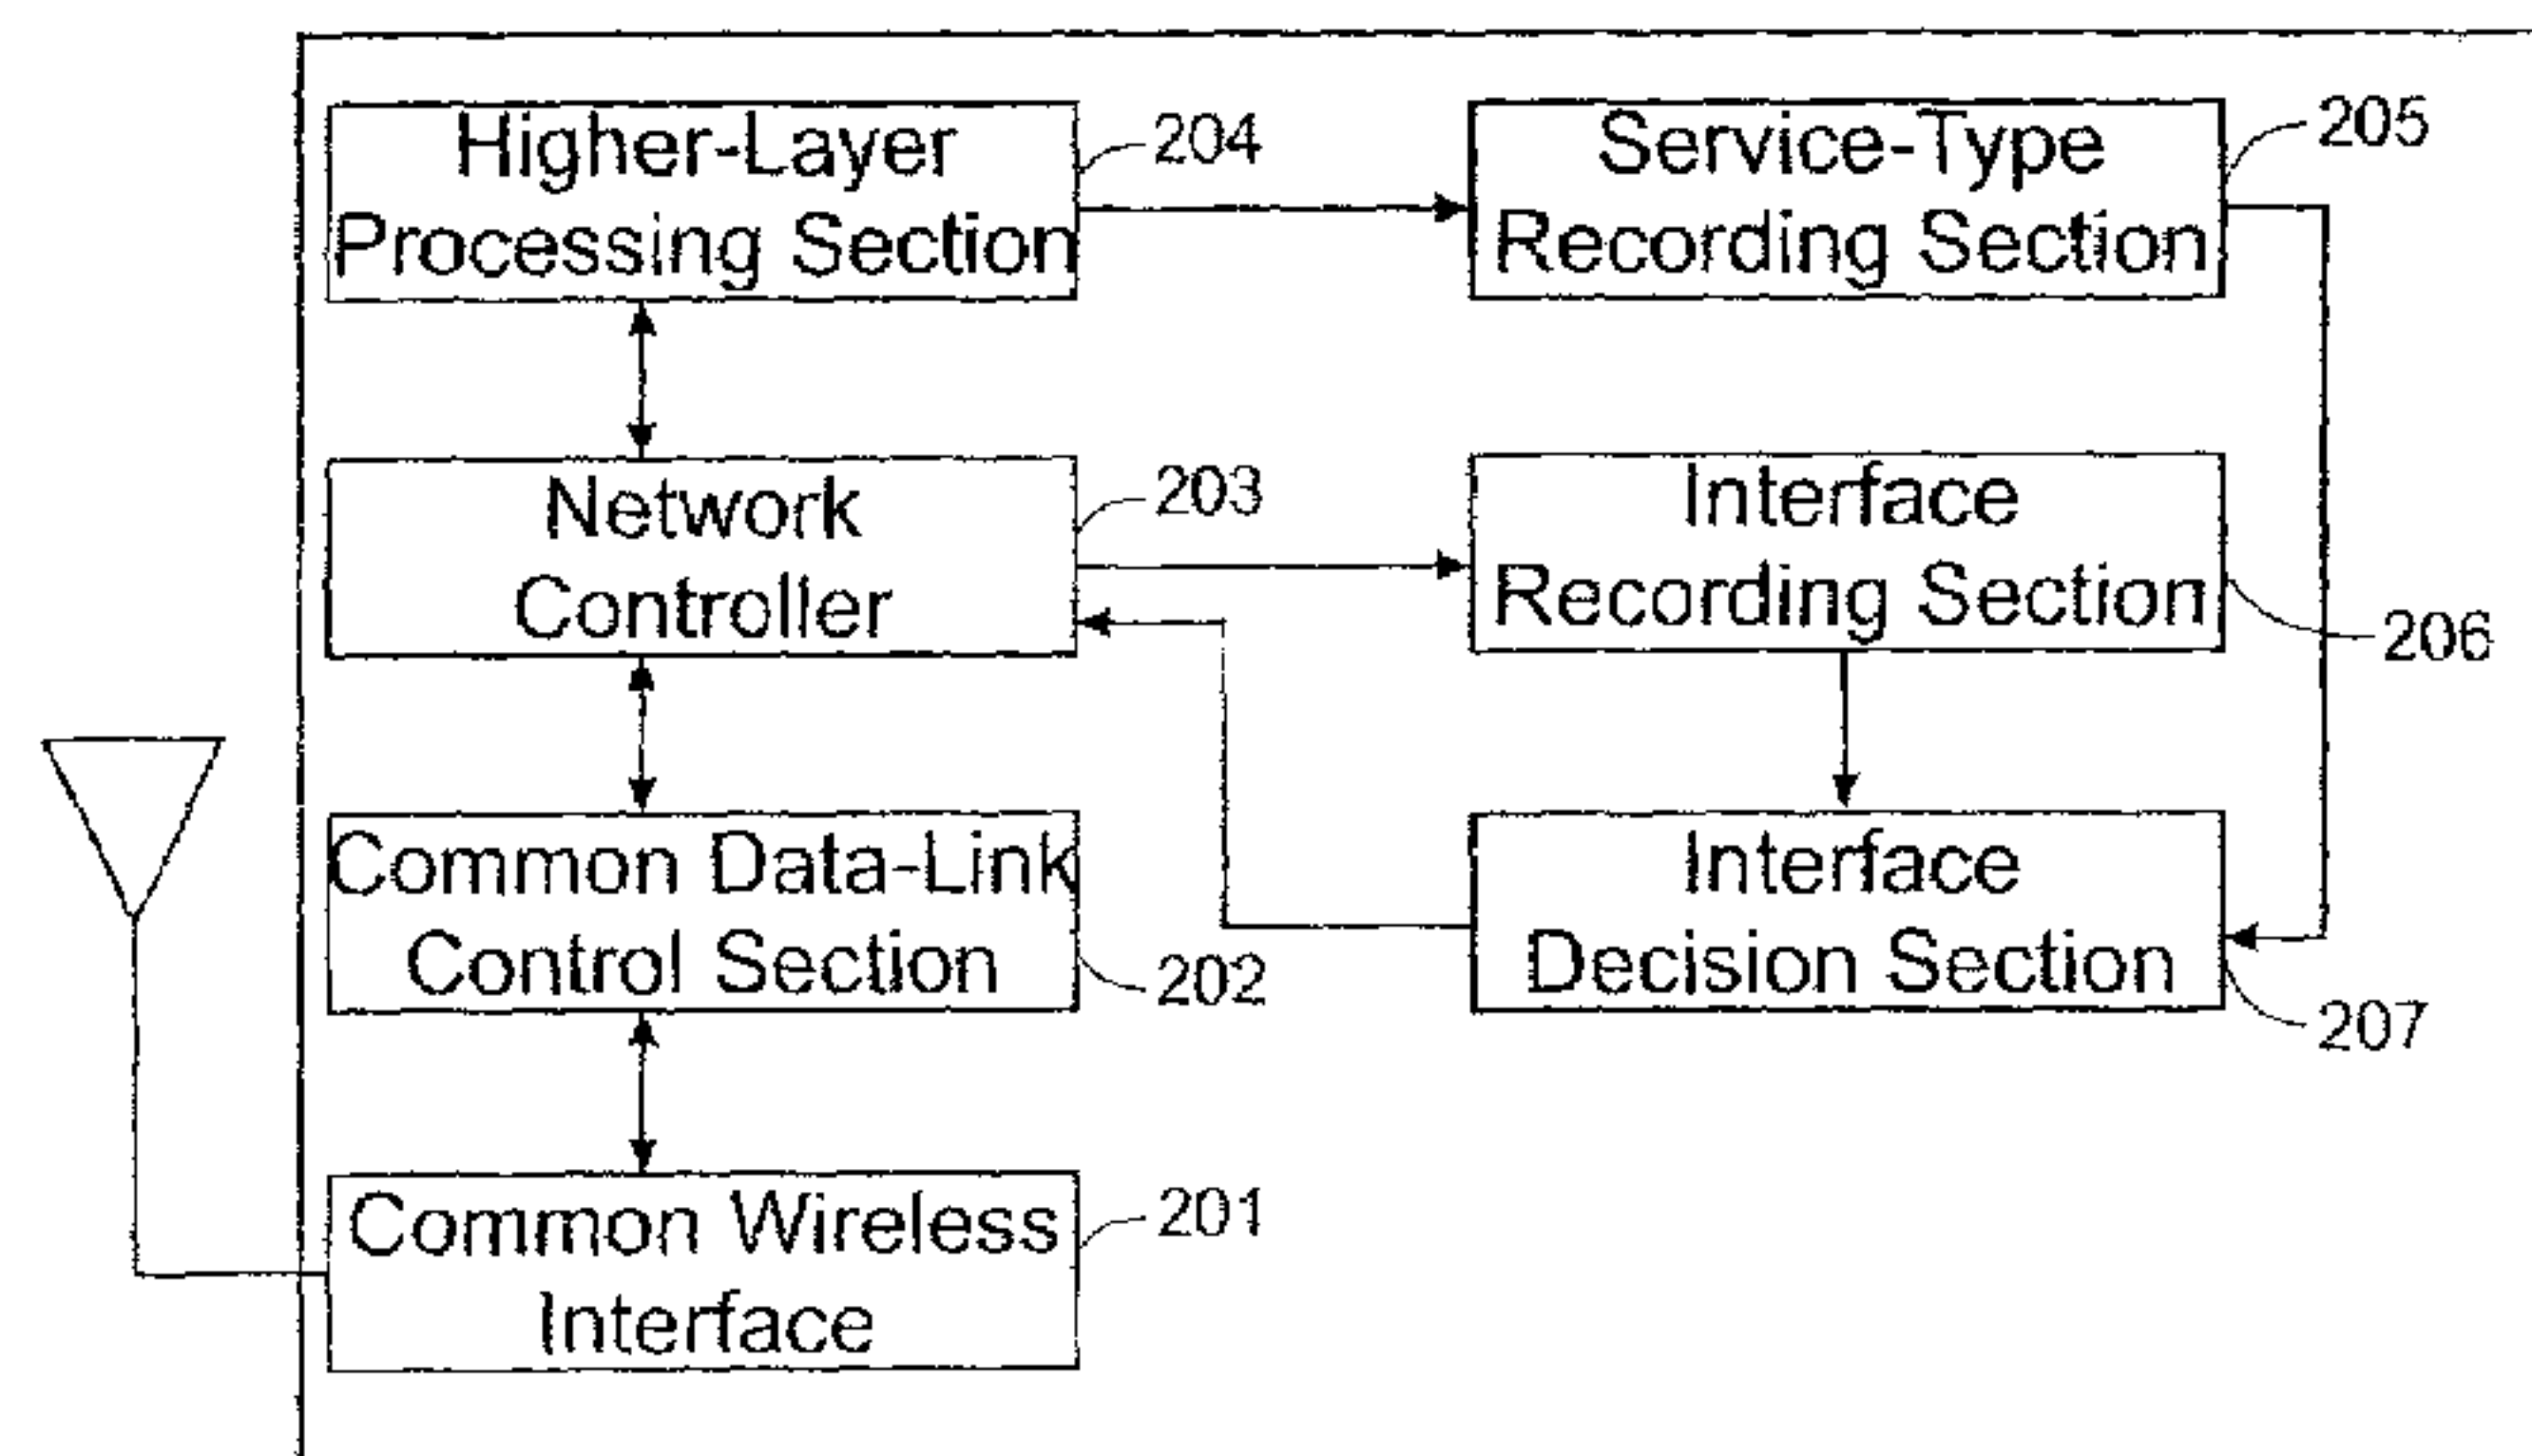 Higher-Layer
Processing Section
204
Service-Type
Recording Section
205
Network
Controller
203
Interface
Recording Section
206
Common Data-Link
Control Section
202
Interface
Decision Section
207
Common Wireless
Interface
201